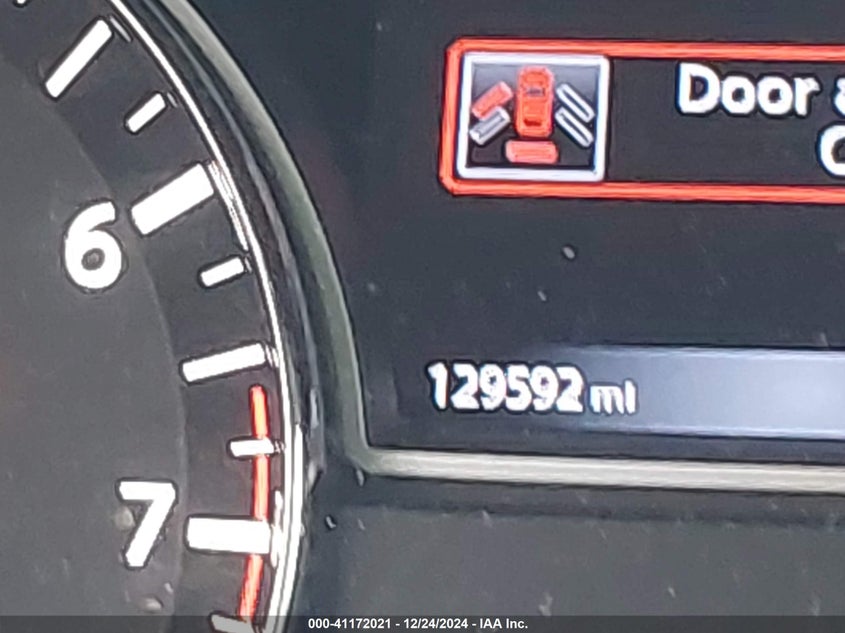 Door &
6
129592 mi
7
000-41172021 - 12/24/2024 - IAA Inc.